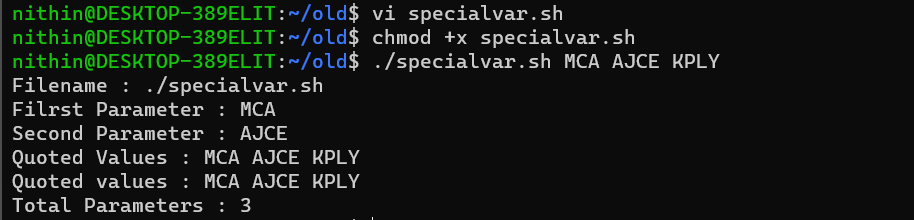 nithin@DESKTOP-389ELIT:~/old$ vi specialvar.sh
nithin@DESKTOP-389ELIT:~/old$ chmod +x specialvar.sh
nithin@DESKTOP-389ELIT:~/old$ ./specialvar.sh MCA AJCE KPLY
Filename : ./specialvar.sh
Filrst Parameter : MCA
Second Parameter : AJCE
Quoted Values : MCA AJCE KPLY
Quoted values : MCA AJCE KPLY
Total Parameters : 3